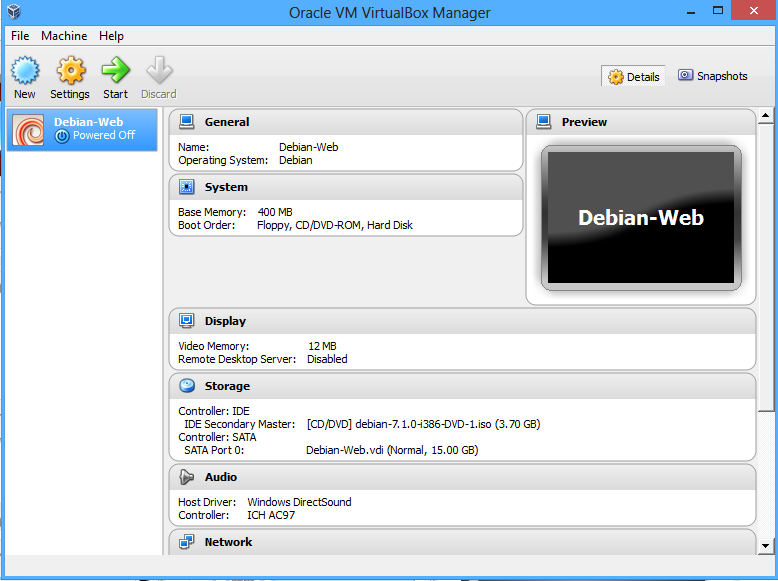 Oracle VM VirtualBox Manager
File Machine Help
New Settings Start Discard
Details Snapshots
Debian-Web
Powered Off
General
Name: Debian-Web
Operating System: Debian
System
Base Memory: 400 MB
Boot Order: Floppy, CD/DVD-ROM, Hard Disk
Preview
Debian-Web
Display
Video Memory: 12 MB
Remote Desktop Server: Disabled
Storage
Controller: IDE
IDE Secondary Master: [CD/DVD] debian-7.1.0-i386-DVD-1.iso (3.70 GB)
Controller: SATA
SATA Port 0: Debian-Web.vdi (Normal, 15.00 GB)
Audio
Host Driver: Windows DirectSound
Controller: ICH AC97
Network